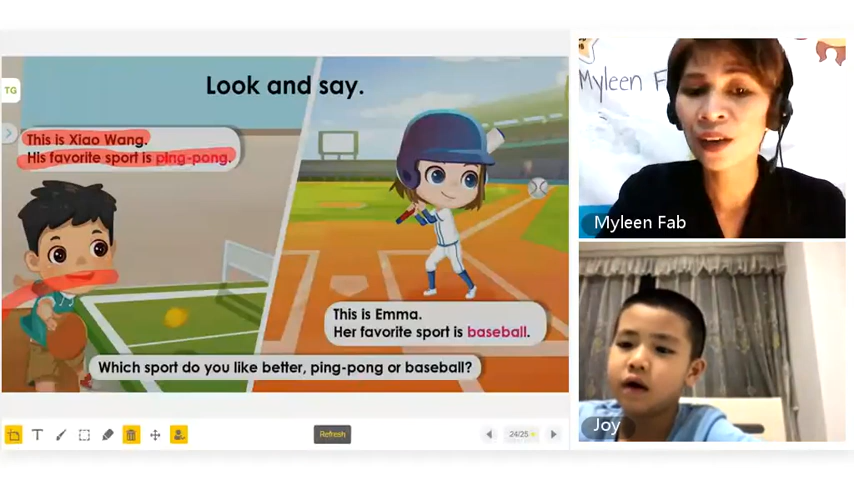 Look and say.
TG
This is Xiao Wang.
His favorite sport is ping-pong.
This is Emma.
Her favorite sport is baseball.
Which sport do you like better, ping-pong or baseball?
T
Refresh
24/25
Myleen F
Myleen Fab
Joy